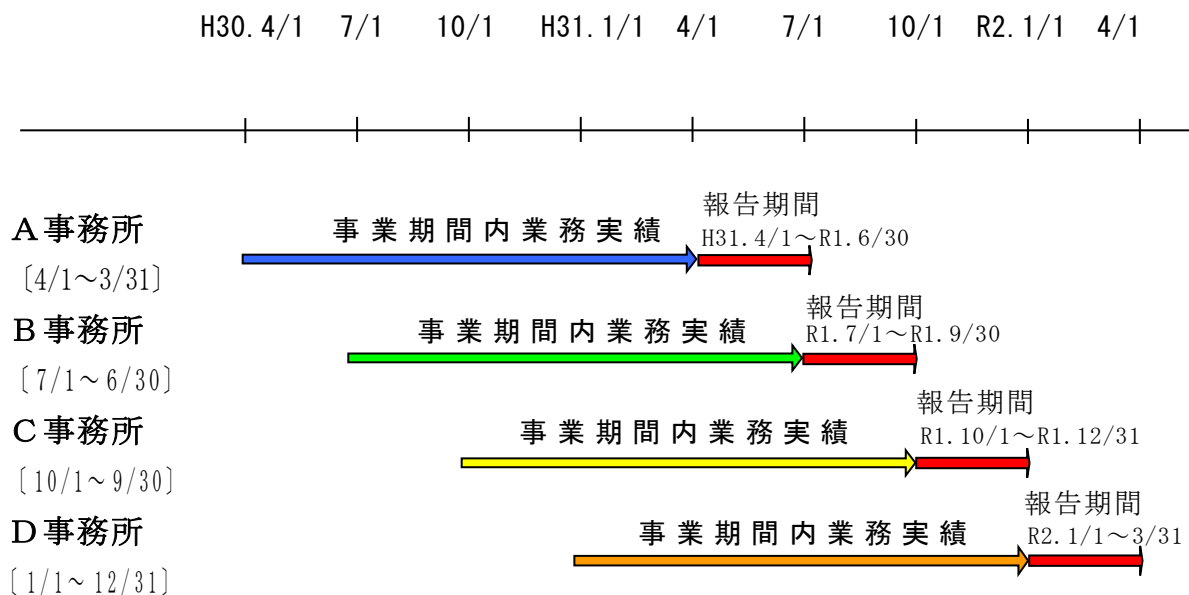 H30.4/1 7/1 10/1 H31.1/1 4/1 7/1 10/1 R2.1/1 4/1
A事務所
〔4/1～3/31〕
事業期間内業務実績
報告期間
H31.4/1～R1.6/30
B事務所
〔7/1～6/30〕
事業期間内業務実績
報告期間
R1.7/1～R1.9/30
C事務所
〔10/1～9/30〕
事業期間内業務実績
報告期間
R1.10/1～R1.12/31
D事務所
〔1/1～12/31〕
事業期間内業務実績
報告期間
R2.1/1～3/31